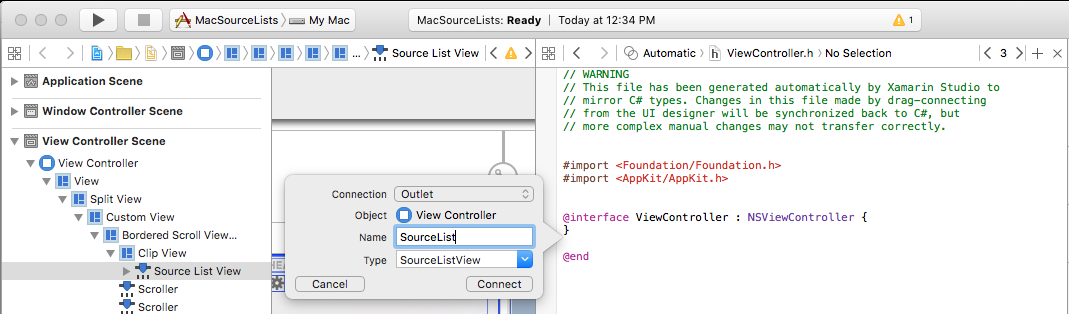 MacSourceLists
My Mac
MacSourceLists: Ready | Today at 12:34 PM
1
... Source List View
Automatic
h ViewController.h
No Selection
3
Application Scene
Window Controller Scene
View Controller Scene
View Controller
View
Split View
Custom View
Bordered Scroll View...
Clip View
Source List View
Scroller
Scroller
Connection Outlet
Object View Controller
Name SourceList
Type SourceListView
Cancel
Connect
// WARNING
// This file has been generated automatically by Xamarin Studio to
// mirror C# types. Changes in this file made by drag-connecting
// from the UI designer will be synchronized back to C#, but
// more complex manual changes may not transfer correctly.
#import <Foundation/Foundation.h>
#import <AppKit/AppKit.h>
@interface ViewController : NSViewController {
}
@end